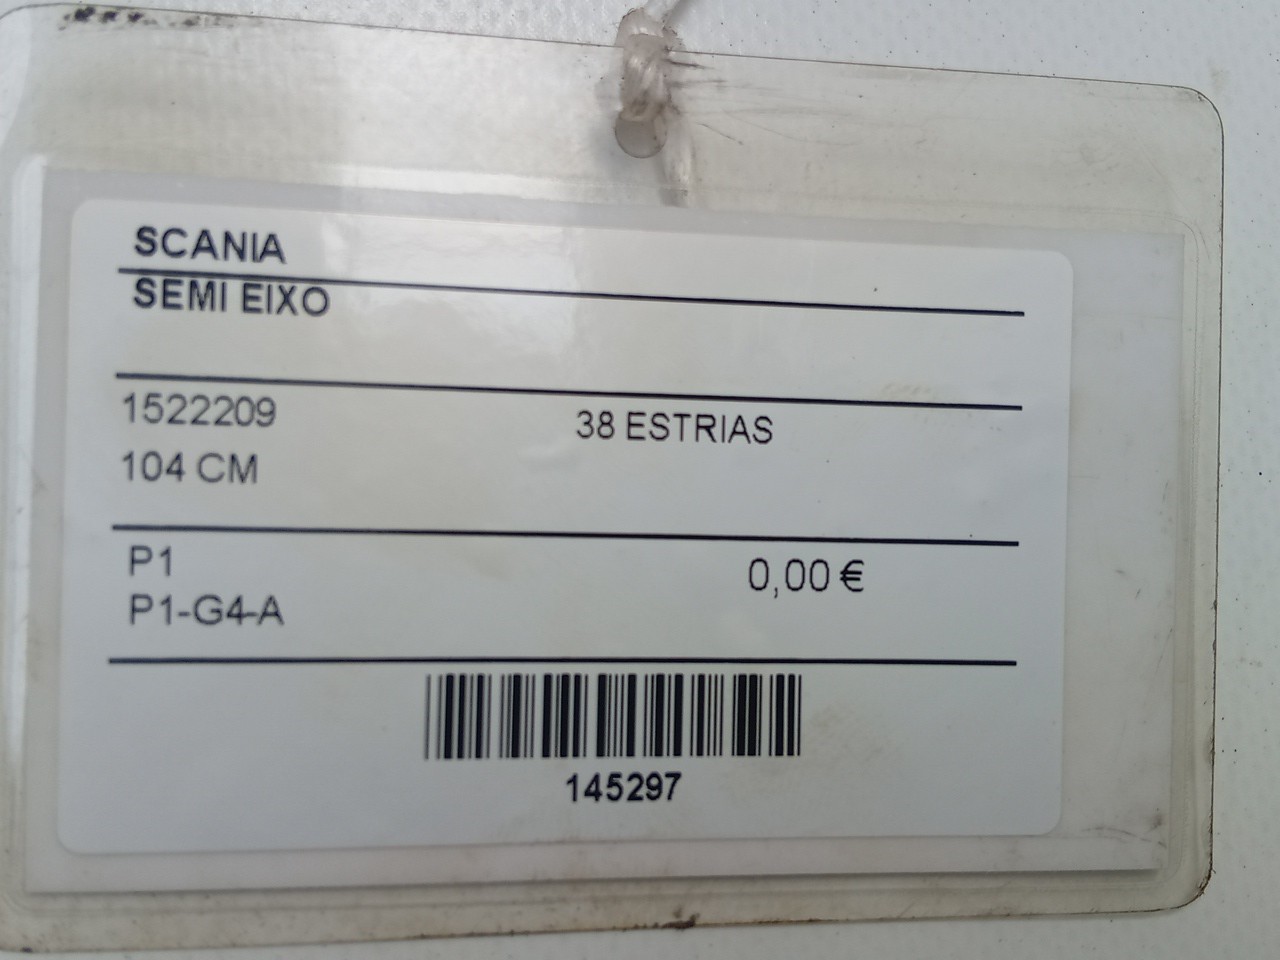 SCANIA
SEMI EIXO
1522209 38 ESTRIAS
104 CM
P1 0,00 €
P1-G4-A
145297